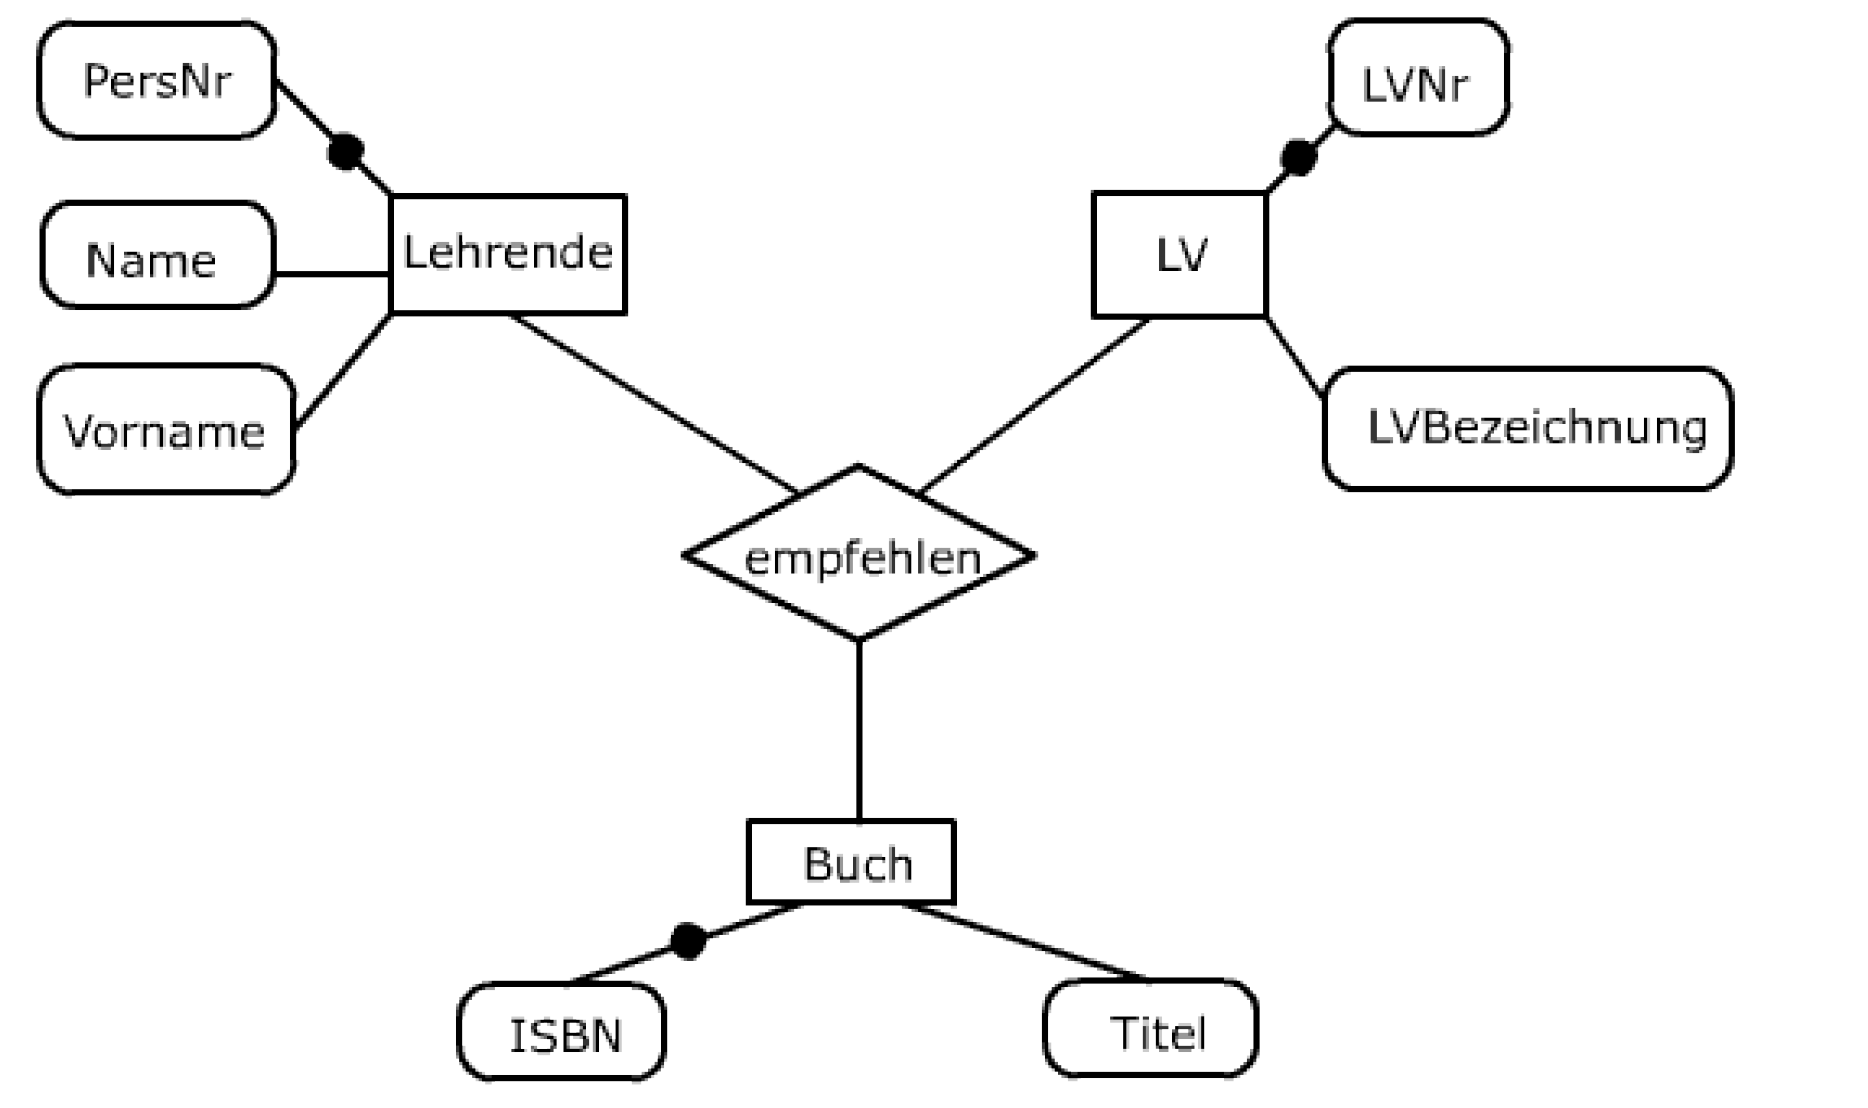 PersNr
LVNr
Name
Lehrende
LV
Vorname
LVBezeichnung
empfehlen
Buch
ISBN
Titel